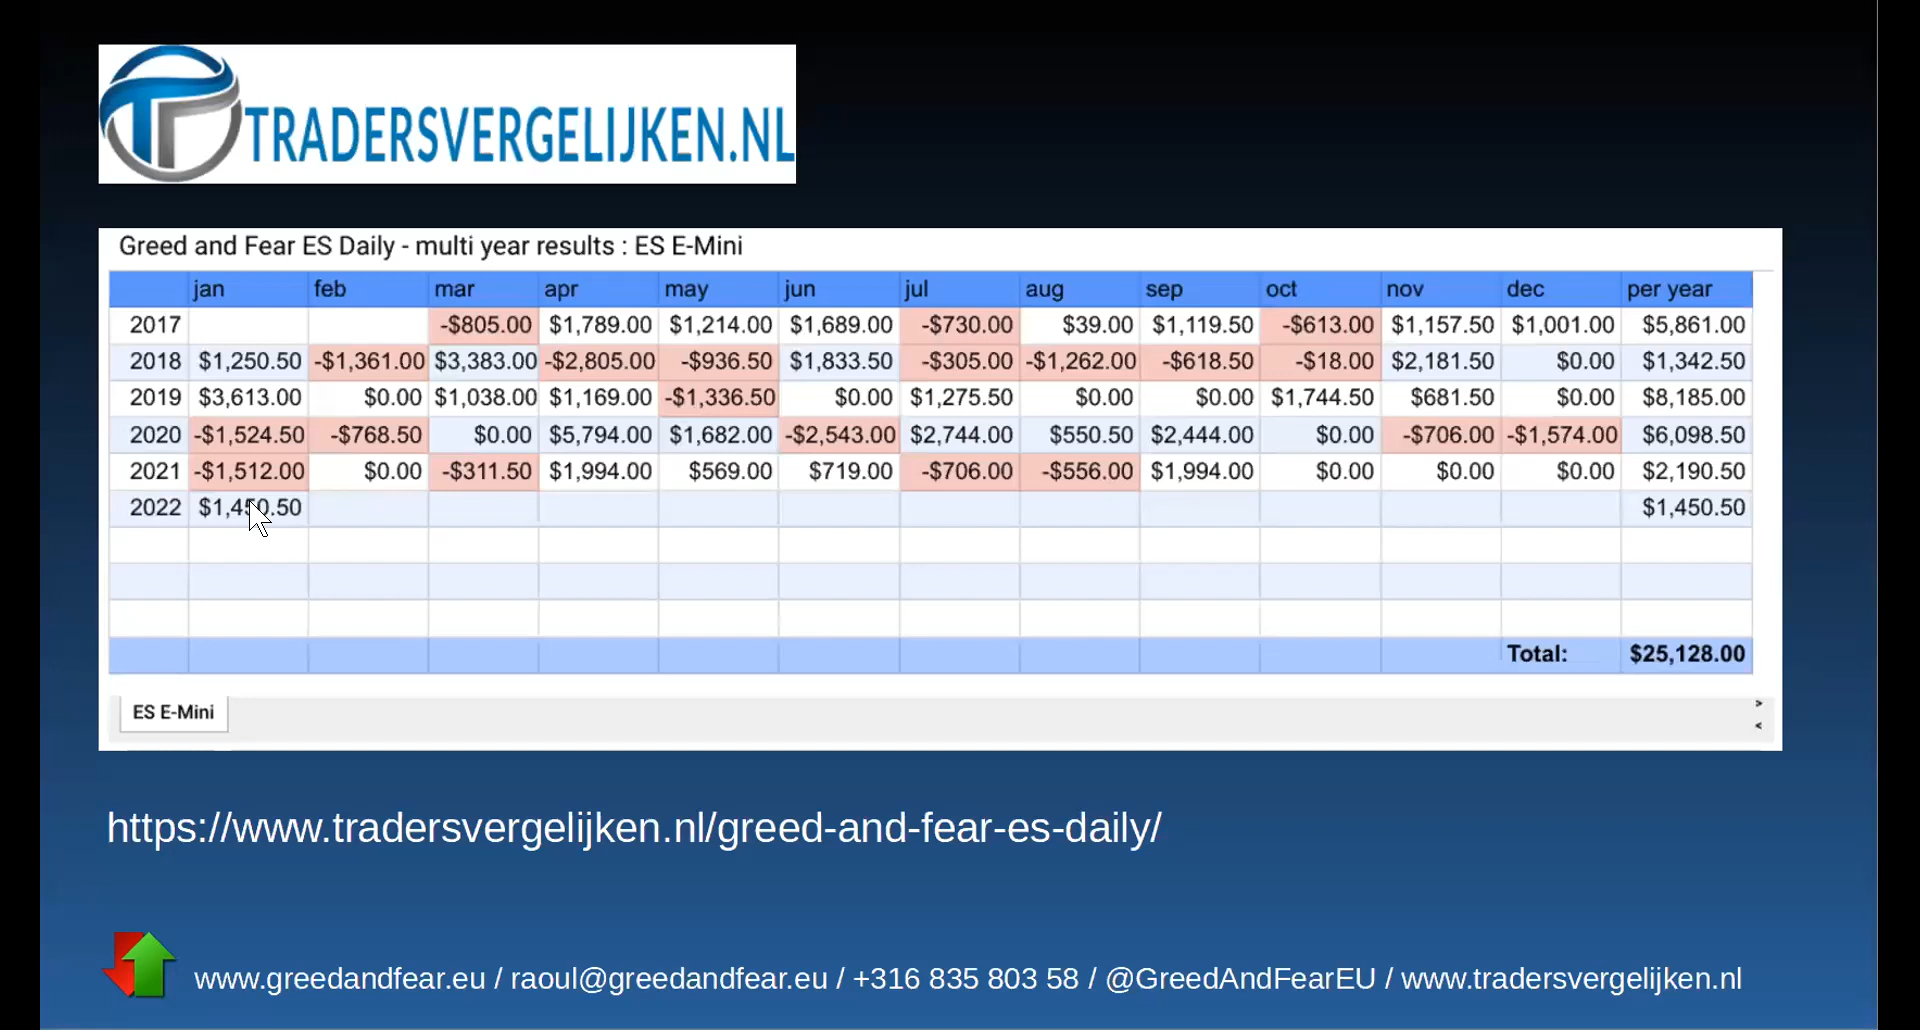 TRADERSVERGELIJKEN.NL
Greed and Fear ES Daily - multi year results : ES E-Mini
jan feb mar apr may jun jul aug sep oct nov dec per year
2017 -$805.00 $1,789.00 $1,214.00 $1,689.00 -$730.00 $39.00 $1,119.50 -$613.00 $1,157.50 $1,001.00 $5,861.00
2018 $1,250.50 -$1,361.00 $3,383.00 -$2,805.00 -$936.50 $1,833.50 -$305.00 -$1,262.00 -$618.50 -$18.00 $2,181.50 $0.00 $1,342.50
2019 $3,613.00 $0.00 $1,038.00 $1,169.00 -$1,336.50 $0.00 $1,275.50 $0.00 $0.00 $1,744.50 $681.50 $0.00 $8,185.00
2020 -$1,524.50 -$768.50 $0.00 $5,794.00 $1,682.00 -$2,543.00 $2,744.00 $550.50 $2,444.00 $0.00 -$706.00 -$1,574.00 $6,098.50
2021 -$1,512.00 $0.00 -$311.50 $1,994.00 $569.00 $719.00 -$706.00 -$556.00 $1,994.00 $0.00 $0.00 $0.00 $2,190.50
2022 $1,450.50 $1,450.50
Total: $25,128.00
ES E-Mini
https://www.tradersvergelijken.nl/greed-and-fear-es-daily/
www.greedandfear.eu / raoul@greedandfear.eu / +316 835 803 58 / @GreedAndFearEU / www.tradersvergelijken.nl